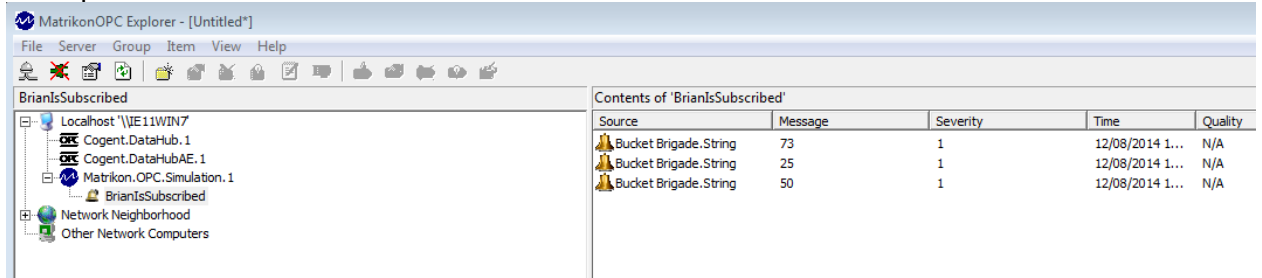 MatrikonOPC Explorer - [Untitled*]
File Server Group Item View Help
BrianIsSubscribed
Contents of 'BrianIsSubscribed'
Localhost '\\IE11WIN7'
OPC Cogent.DataHub.1
OPC Cogent.DataHubAE.1
Matrikon.OPC.Simulation.1
BrianIsSubscribed
Network Neighborhood
Other Network Computers
Source Message Severity Time Quality
Bucket Brigade.String 73 1 12/08/2014 1... N/A
Bucket Brigade.String 25 1 12/08/2014 1... N/A
Bucket Brigade.String 50 1 12/08/2014 1... N/A